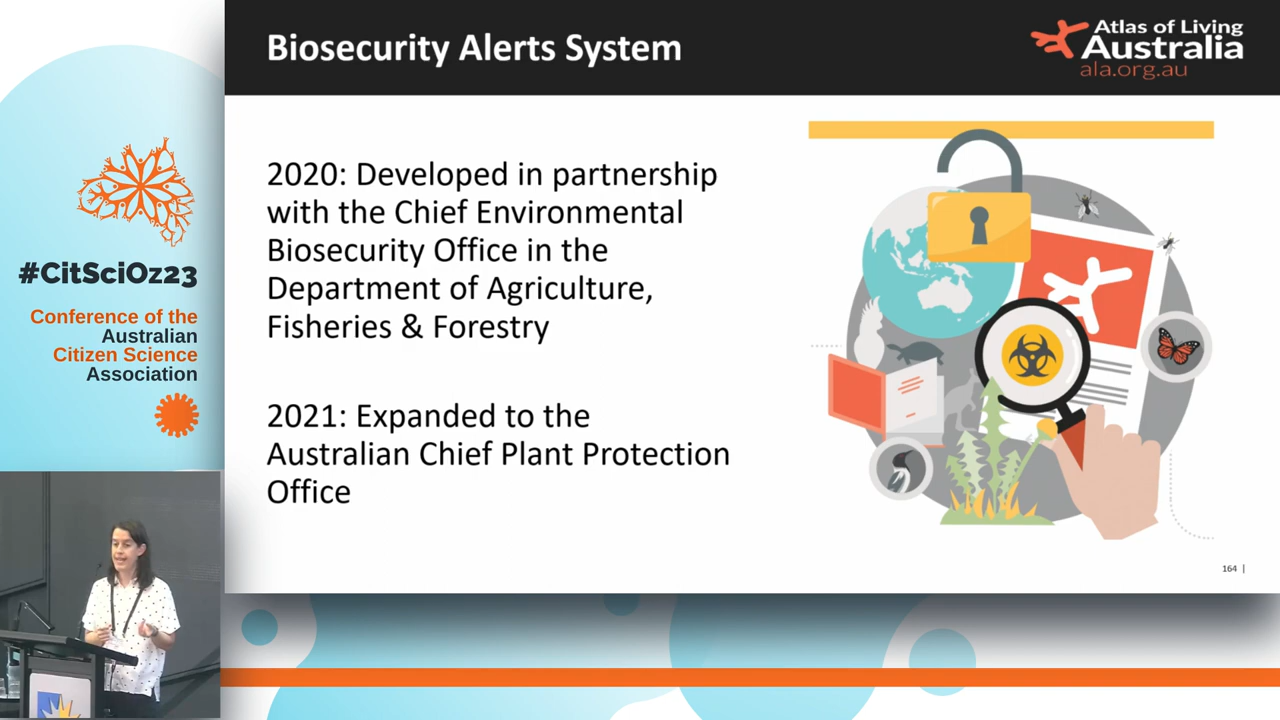 Biosecurity Alerts System
Atlas of Living
Australia
ala.org.au
2020: Developed in partnership
with the Chief Environmental
Biosecurity Office in the
Department of Agriculture,
Fisheries & Forestry
2021: Expanded to the
Australian Chief Plant Protection
Office
164 |
#CitSciOz23
Conference of the
Australian
Citizen Science
Association